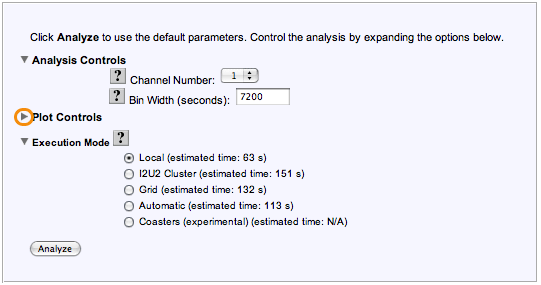 Click Analyze to use the default parameters. Control the analysis by expanding the options below.
Analysis Controls
? Channel Number: 1
? Bin Width (seconds): 7200
Plot Controls
Execution Mode ?
Local (estimated time: 63 s)
I2U2 Cluster (estimated time: 151 s)
Grid (estimated time: 132 s)
Automatic (estimated time: 113 s)
Coasters (experimental) (estimated time: N/A)
Analyze